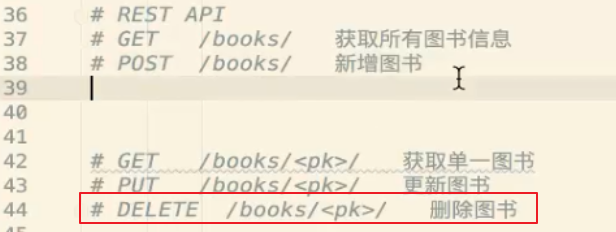 36 # REST API
37 # GET /books/ 获取所有图书信息
38 # POST /books/ 新增图书
39
40
41
42 # GET /books/<pk>/ 获取单一图书
43 # PUT /books/<pk>/ 更新图书
44 # DELETE /books/<pk>/ 删除图书